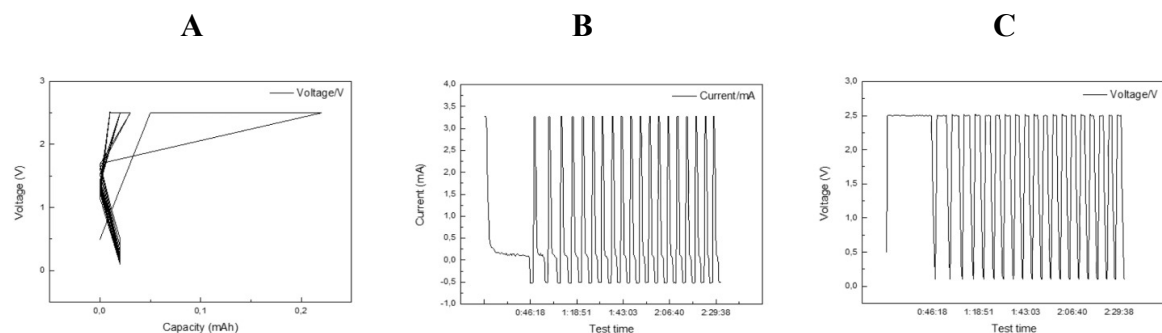 A
B
C
Voltage/V
3
2
1
0
Voltage (V)
0,0
0,1
0,2
Capacity (mAh)
Current/mA
4,0
3,5
3,0
2,5
2,0
1,5
1,0
0,5
0,0
-0,5
-1,0
Current (mA)
0:46:18
1:18:51
1:43:03
2:06:40
2:29:38
Test time
Voltage/V
3,0
2,5
2,0
1,5
1,0
0,5
0,0
Voltage (V)
0:46:18
1:18:51
1:43:03
2:06:40
2:29:38
Test time